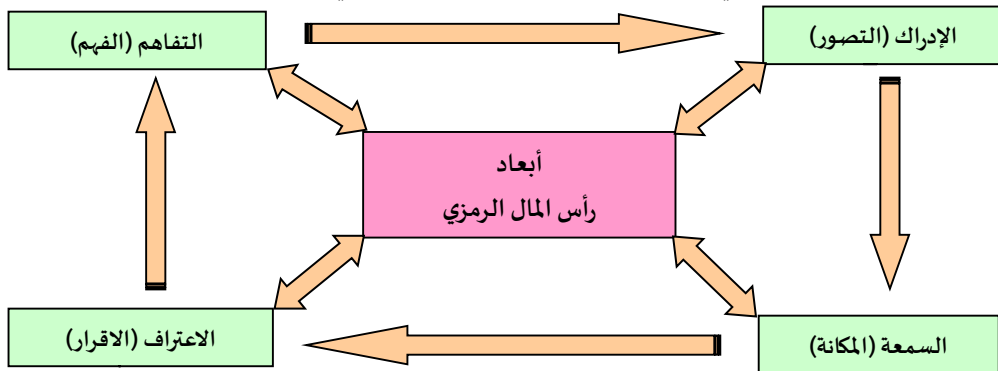 الإدراك (التصور)
التفاهم (الفهم)
أبعاد
رأس المال الرمزي
السمعة (المكانة)
الاعتراف (الاقرار)